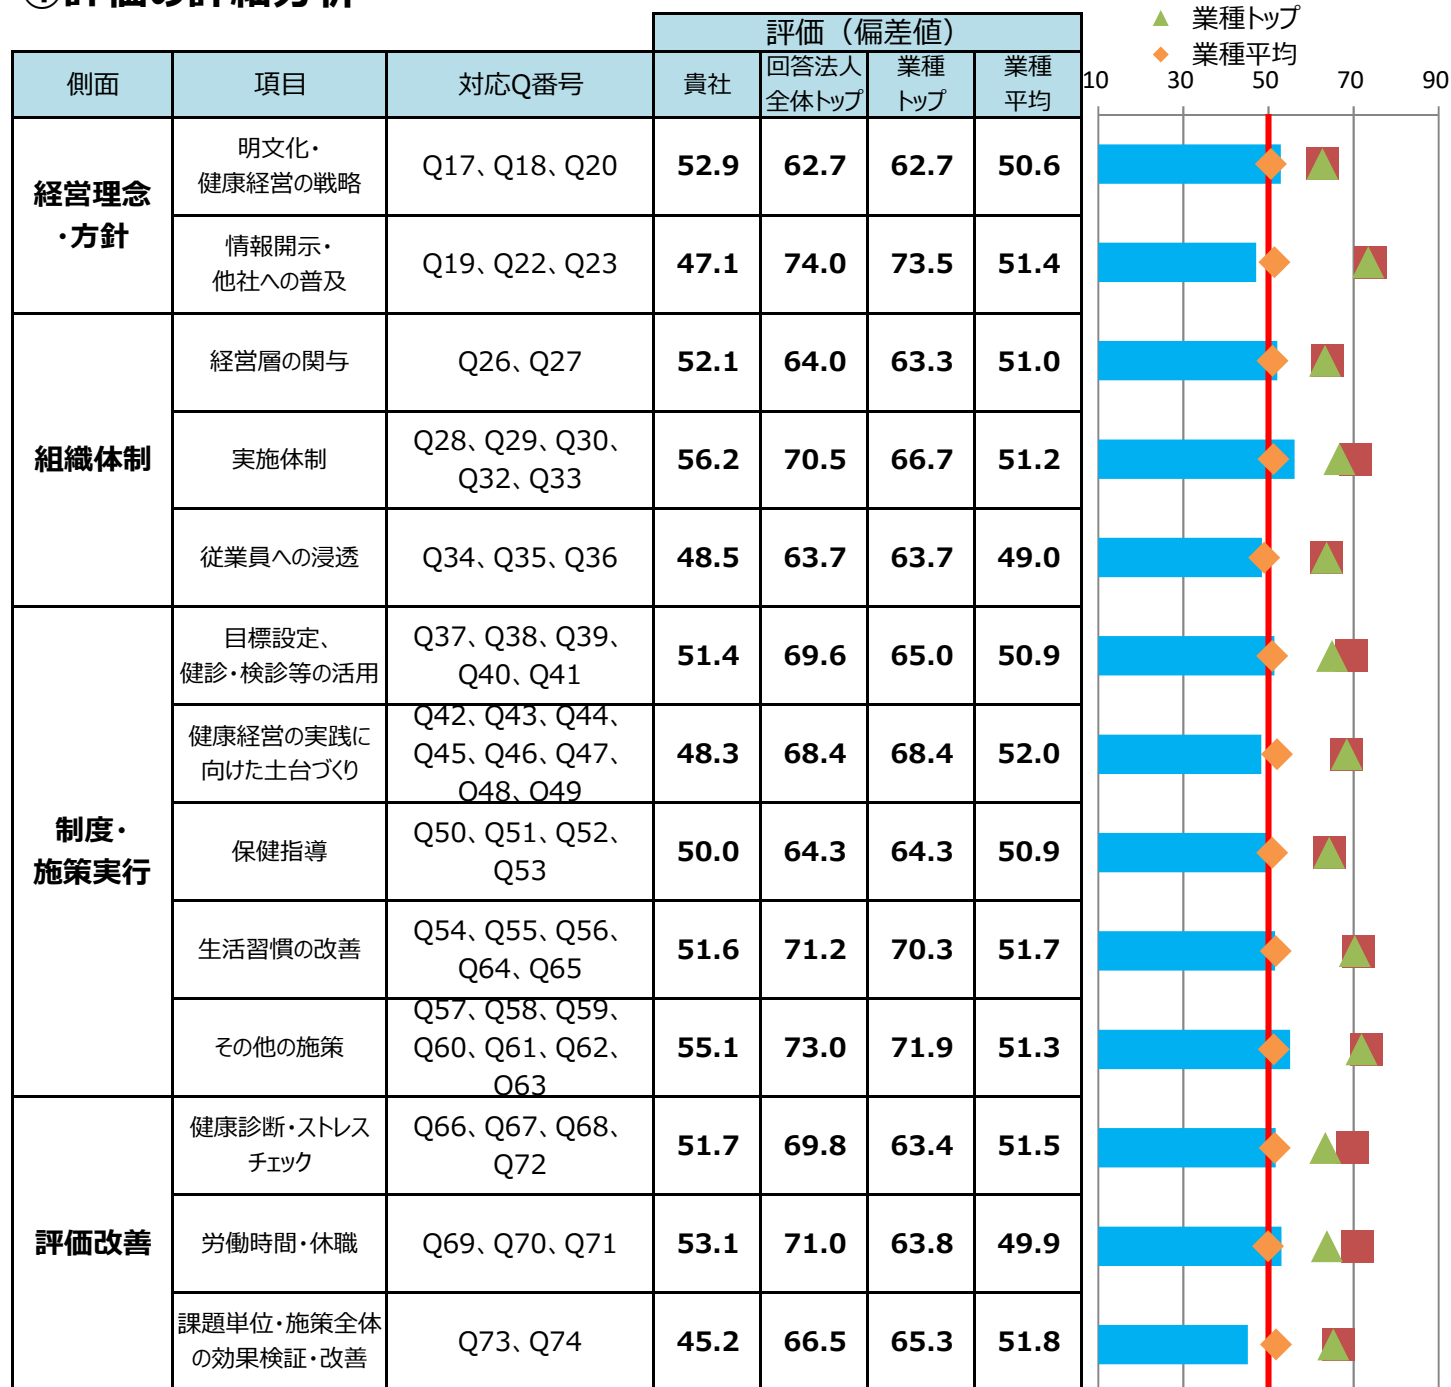 ①評価の詳細分析
評価（偏差値）
側面 項目 対応Q番号 貴社 回答法人全体トップ 業種トップ 業種平均
▲ 業種トップ
◆ 業種平均
10 30 50 70 90
経営理念
・方針
明文化・
健康経営の戦略
Q17、Q18、Q20
52.9 62.7 62.7 50.6
情報開示・
他社への普及
Q19、Q22、Q23
47.1 74.0 73.5 51.4
組織体制
経営層の関与
Q26、Q27
52.1 64.0 63.3 51.0
実施体制
Q28、Q29、Q30、
Q32、Q33
56.2 70.5 66.7 51.2
従業員への浸透
Q34、Q35、Q36
48.5 63.7 63.7 49.0
制度・
施策実行
目標設定、
健診・検診等の活用
Q37、Q38、Q39、
Q40、Q41
51.4 69.6 65.0 50.9
健康経営の実践に
向けた土台づくり
Q42、Q43、Q44、
Q45、Q46、Q47、
Q48、Q49
48.3 68.4 68.4 52.0
保健指導
Q50、Q51、Q52、
Q53
50.0 64.3 64.3 50.9
生活習慣の改善
Q54、Q55、Q56、
Q64、Q65
51.6 71.2 70.3 51.7
その他の施策
Q57、Q58、Q59、
Q60、Q61、Q62、
Q63
55.1 73.0 71.9 51.3
評価改善
健康診断・ストレス
チェック
Q66、Q67、Q68、
Q72
51.7 69.8 63.4 51.5
労働時間・休職
Q69、Q70、Q71
53.1 71.0 63.8 49.9
課題単位・施策全体
の効果検証・改善
Q73、Q74
45.2 66.5 65.3 51.8